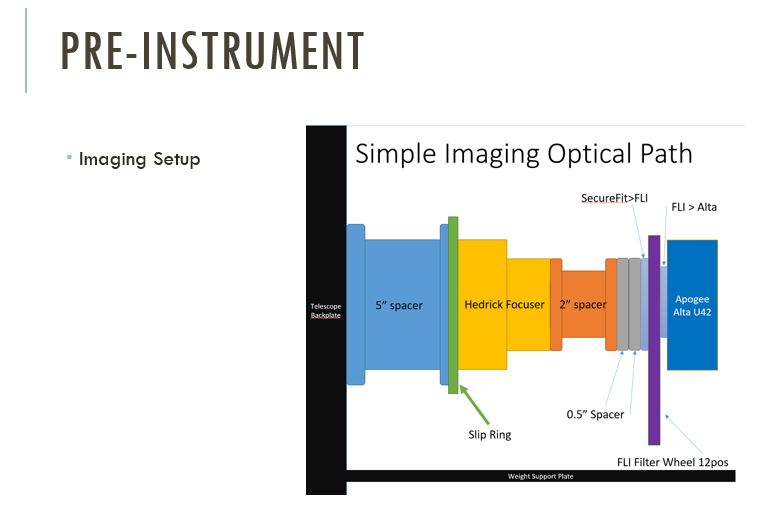 PRE-INSTRUMENT
Imaging Setup
Simple Imaging Optical Path
SecureFit>FLI
FLI > Alta
Telescope
Backplate
5” spacer
Hedrick Focuser
2” spacer
Apogee
Alta U42
0.5” Spacer
Slip Ring
FLI Filter Wheel 12pos
Weight Support Plate